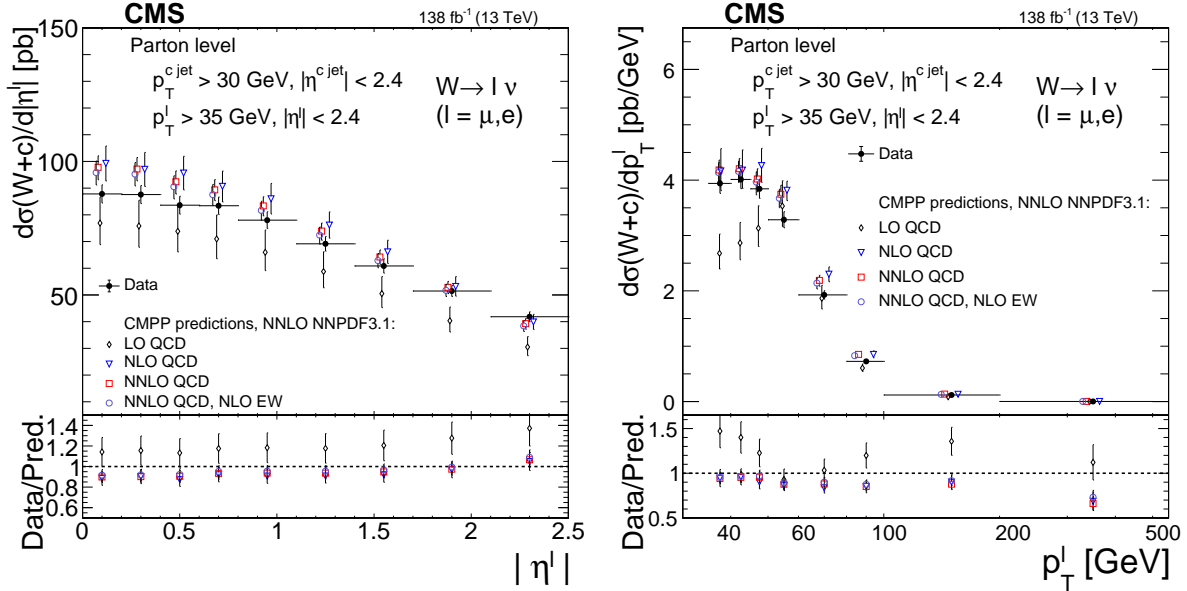 CMS
138 fb⁻¹ (13 TeV)
dσ(W+c)/d|ηˡ| [pb]
150
100
50
Parton level
p_T^{c jet} > 30 GeV, |η^{c jet}| < 2.4
p_T^l > 35 GeV, |ηˡ| < 2.4
W→ l ν
(l = μ,e)
Data
CMPP predictions, NNLO NNPDF3.1:
LO QCD
NLO QCD
NNLO QCD
NNLO QCD, NLO EW
Data/Pred.
1.4
1.2
1
0.8
0.6
0 0.5 1 1.5 2 2.5
| ηˡ |
CMS
138 fb⁻¹ (13 TeV)
dσ(W+c)/dp_T^l [pb/GeV]
6
4
2
0
Parton level
p_T^{c jet} > 30 GeV, |η^{c jet}| < 2.4
p_T^l > 35 GeV, |ηˡ| < 2.4
W→ l ν
(l = μ,e)
Data
CMPP predictions, NNLO NNPDF3.1:
LO QCD
NLO QCD
NNLO QCD
NNLO QCD, NLO EW
Data/Pred.
1.5
1
0.5
40 60 100 200 500
p_T^l [GeV]